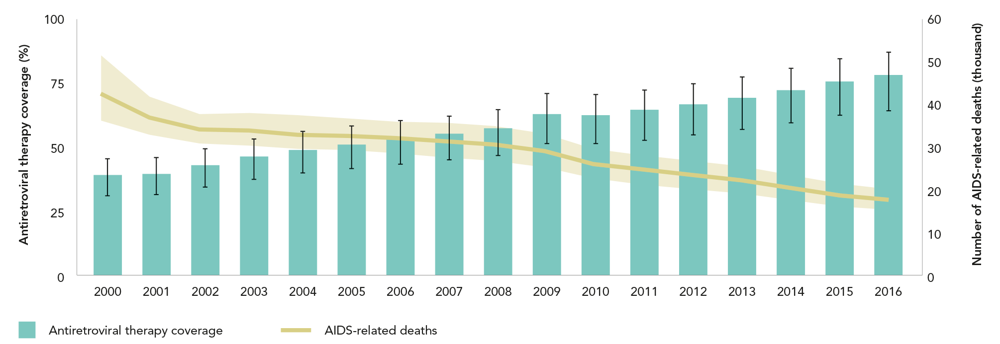 Antiretroviral therapy coverage (%)
100
75
50
25
0
60
50
40
30
20
10
0
Number of AIDS-related deaths (thousand)
2000 2001 2002 2003 2004 2005 2006 2007 2008 2009 2010 2011 2012 2013 2014 2015 2016
Antiretroviral therapy coverage
AIDS-related deaths